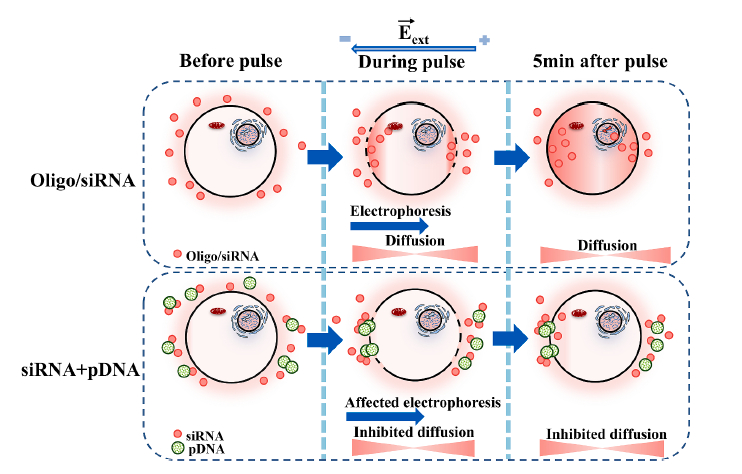 − E⃗ext +
Before pulse During pulse 5min after pulse
Oligo/siRNA
Electrophoresis
Diffusion
Diffusion
Oligo/siRNA
siRNA+pDNA
Affected electrophoresis
siRNA
Inhibited diffusion
Inhibited diffusion
pDNA